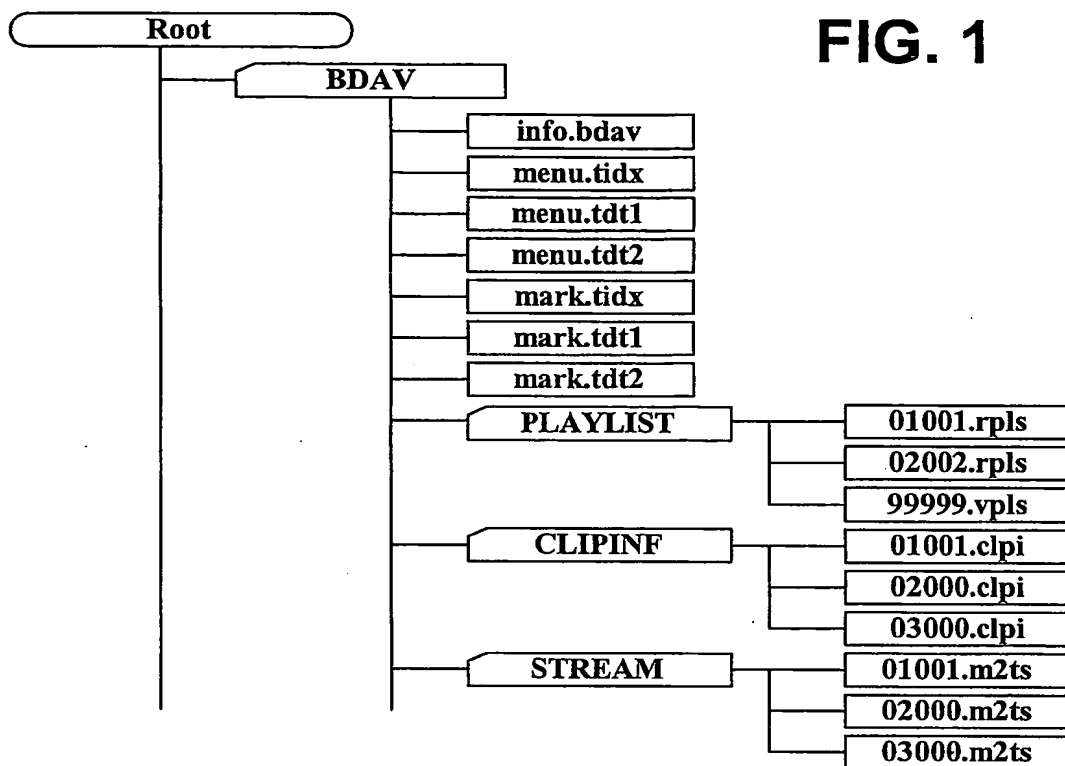 Root
FIG. 1
BDAV
info.bdav
menu.tidx
menu.tdt1
menu.tdt2
mark.tidx
mark.tdt1
mark.tdt2
PLAYLIST
01001.rpls
02002.rpls
99999.vpls
CLIPINF
01001.clpi
02000.clpi
03000.clpi
STREAM
01001.m2ts
02000.m2ts
03000.m2ts